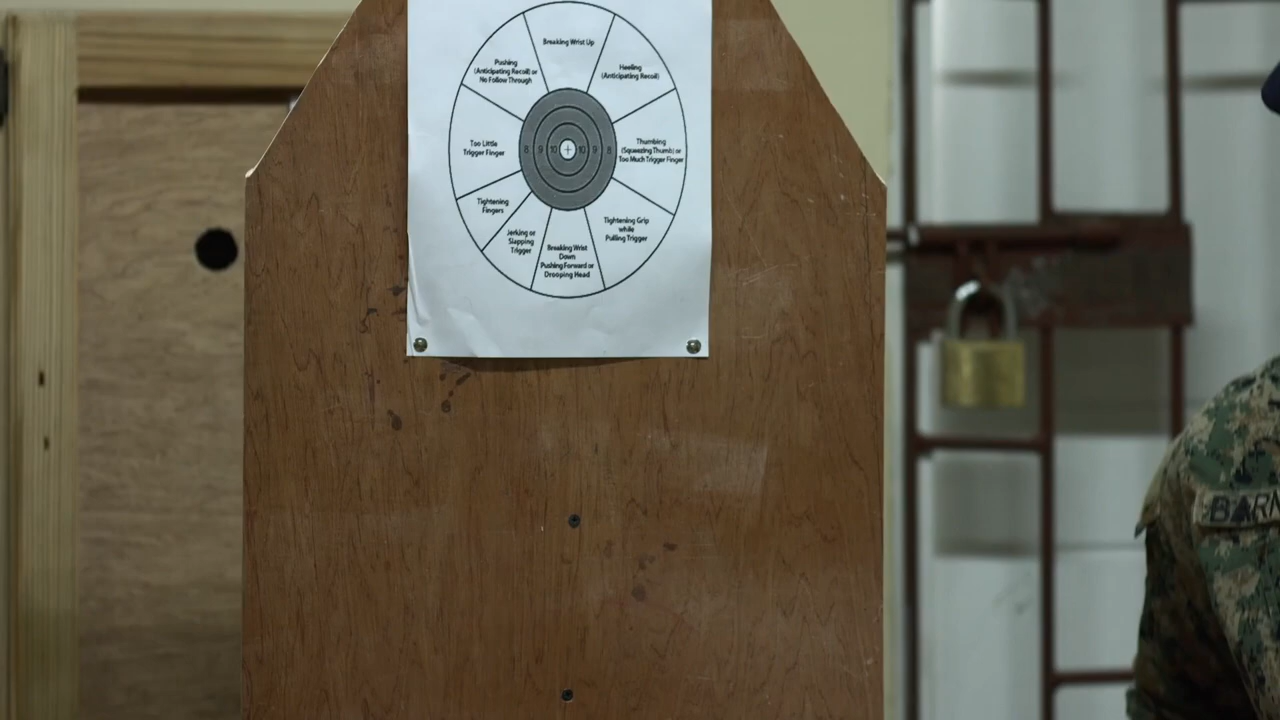 Breaking Wrist Up
Pushing
(Anticipating Recoil) or
No Follow Through
Heeling
(Anticipating Recoil)
Too Little
Trigger Finger
8 9 10 10 9 8
Thumbing
(Squeezing Thumb) or
Too Much Trigger Finger
Tightening
Fingers
Jerking or
Slapping
Trigger
Breaking Wrist
Down
Pushing Forward or
Drooping Head
Tightening Grip
while
Pulling Trigger
BARN